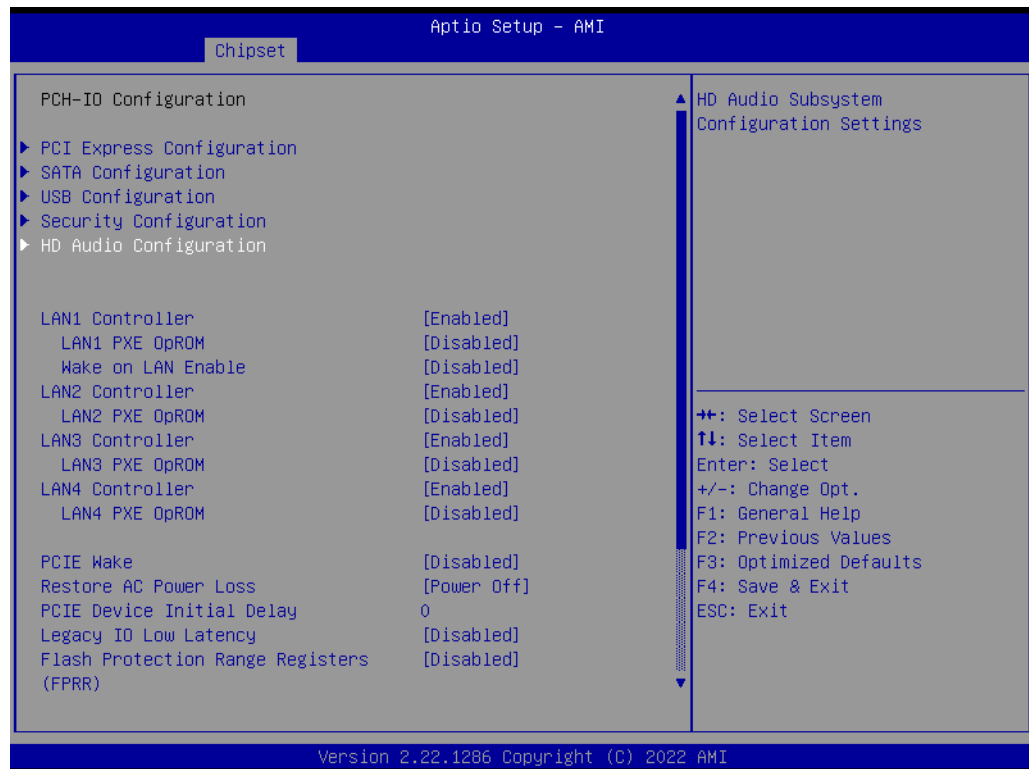 Aptio Setup – AMI
Chipset
PCH-IO Configuration
▶ PCI Express Configuration
▶ SATA Configuration
▶ USB Configuration
▶ Security Configuration
▶ HD Audio Configuration
LAN1 Controller [Enabled]
LAN1 PXE OpROM [Disabled]
Wake on LAN Enable [Disabled]
LAN2 Controller [Enabled]
LAN2 PXE OpROM [Disabled]
LAN3 Controller [Enabled]
LAN3 PXE OpROM [Disabled]
LAN4 Controller [Enabled]
LAN4 PXE OpROM [Disabled]
PCIE Wake [Disabled]
Restore AC Power Loss [Power Off]
PCIE Device Initial Delay 0
Legacy IO Low Latency [Disabled]
Flash Protection Range Registers [Disabled]
(FPRR)
HD Audio Subsystem
Configuration Settings
→←: Select Screen
↑↓: Select Item
Enter: Select
+/-: Change Opt.
F1: General Help
F2: Previous Values
F3: Optimized Defaults
F4: Save & Exit
ESC: Exit
Version 2.22.1286 Copyright (C) 2022 AMI